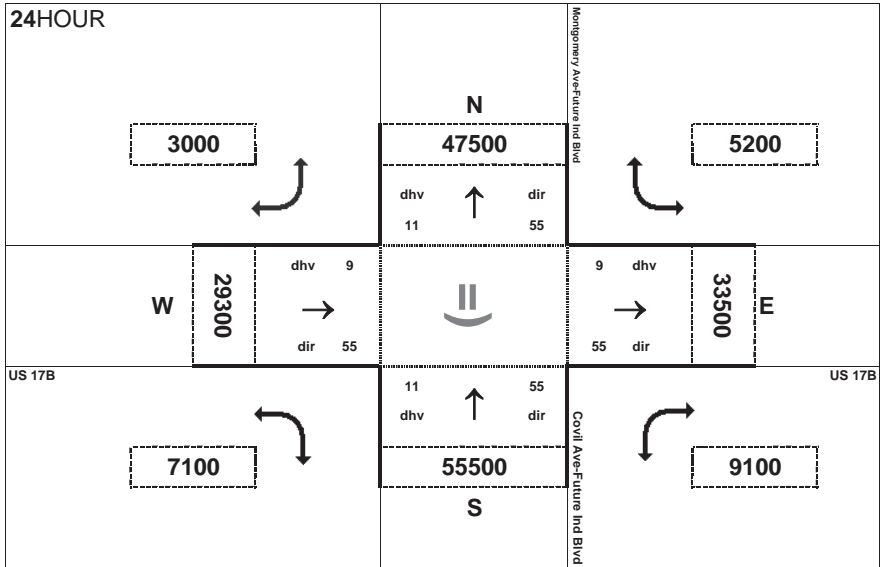 24HOUR
Montgomery Ave-Future Ind Blvd
N
3000
47500
5200
dhv
dir
11
55
dhv 9
9 dhv
W
29300
33500
E
dir 55
55 dir
US 17B
US 17B
11
55
dhv
dir
Covil Ave-Future Ind Blvd
7100
55500
9100
S